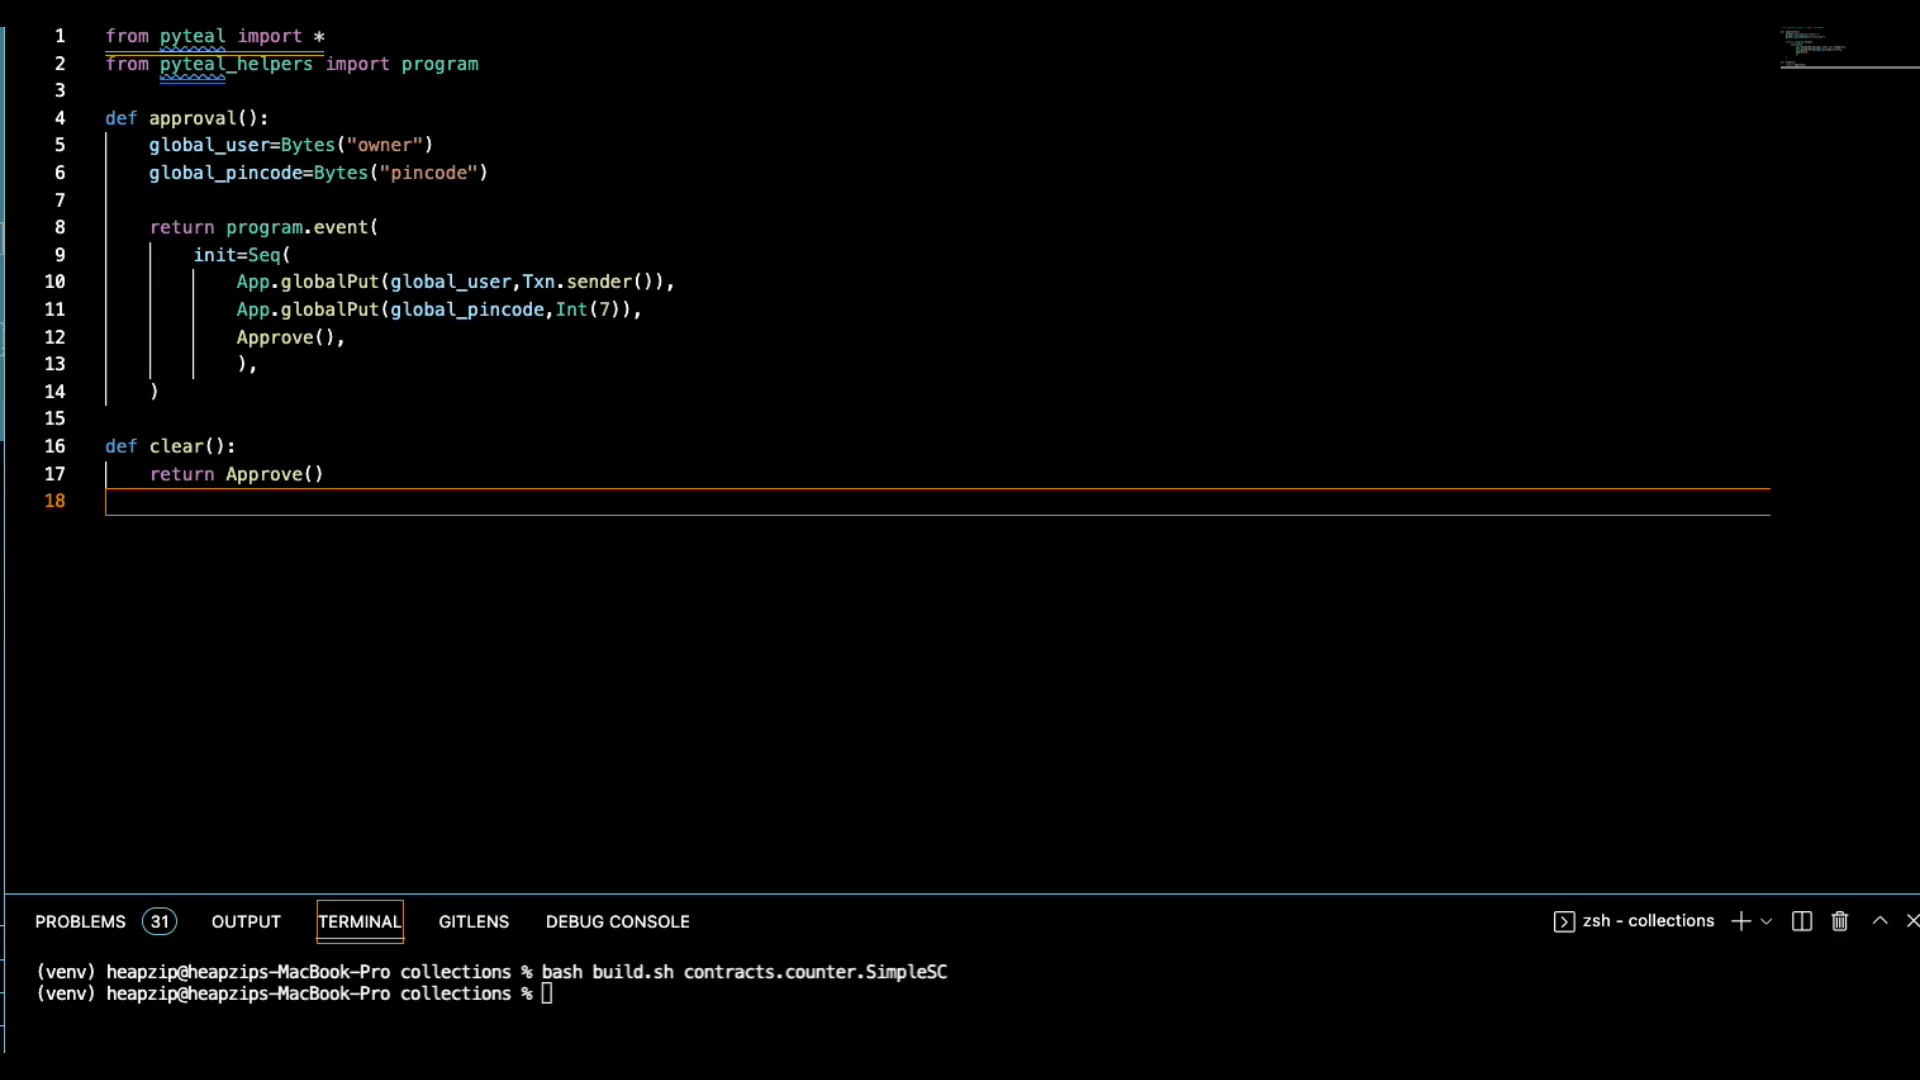 1 from pyteal import *
2 from pyteal_helpers import program
3
4 def approval():
5     global_user=Bytes("owner")
6     global_pincode=Bytes("pincode")
7
8     return program.event(
9         init=Seq(
10             App.globalPut(global_user,Txn.sender()),
11             App.globalPut(global_pincode,Int(7)),
12             Approve(),
13             ),
14     )
15
16 def clear():
17     return Approve()
18
PROBLEMS 31 OUTPUT TERMINAL GITLENS DEBUG CONSOLE zsh - collections
(venv) heapzip@heapzips-MacBook-Pro collections % bash build.sh contracts.counter.SimpleSC
(venv) heapzip@heapzips-MacBook-Pro collections %